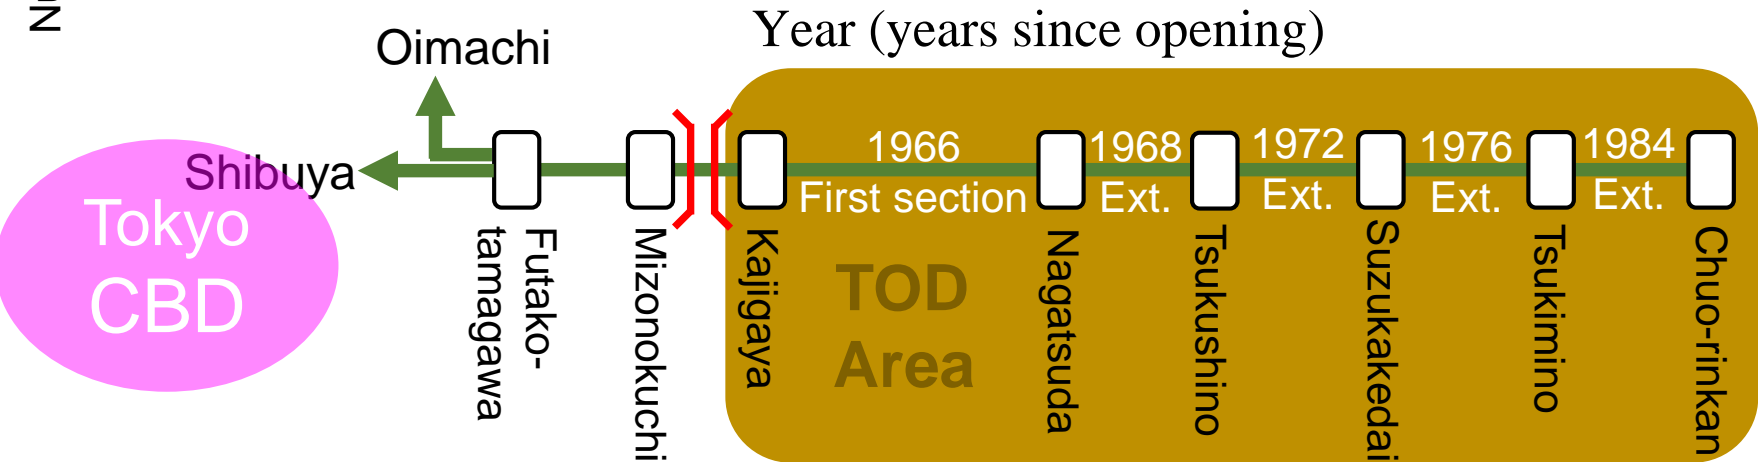 Year (years since opening)
Oimachi
Shibuya
Tokyo
CBD
1966
First section
1968
Ext.
1972
Ext.
1976
Ext.
1984
Ext.
Futako-
tamagawa
Mizonokuchi
Kajigaya
Nagatsuda
Tsukushino
Suzukakedai
Tsukimino
Chuo-rinkan
TOD
Area